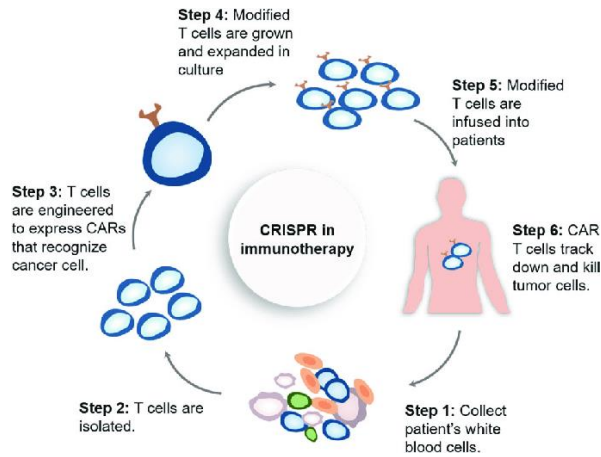 Step 4: Modified
T cells are grown
and expanded in
culture
Step 5: Modified
T cells are
infused into
patients
Step 3: T cells
are engineered
to express CARs
that recognize
cancer cell.
CRISPR in
immunotherapy
Step 6: CAR
T cells track
down and kill
tumor cells.
Step 2: T cells are
isolated.
Step 1: Collect
patient's white
blood cells.